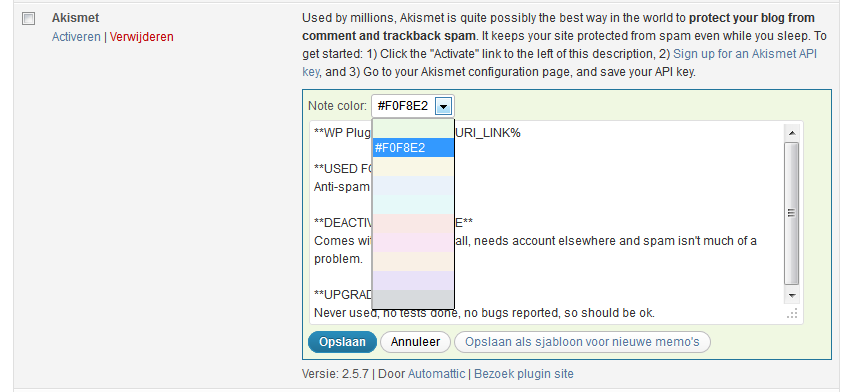 Akismet
Activeren | Verwijderen
Used by millions, Akismet is quite possibly the best way in the world to protect your blog from
comment and trackback spam. It keeps your site protected from spam even while you sleep. To
get started: 1) Click the "Activate" link to the left of this description, 2) Sign up for an Akismet API
key, and 3) Go to your Akismet configuration page, and save your API key.
Note color: #F0F8E2
#F0F8E2
**WP Plug URI_LINK%
**USED FO
Anti-spam
**DEACTIV E**
Comes wi all, needs account elsewhere and spam isn't much of a
problem.
**UPGRAD
Never used, no tests done, no bugs reported, so should be ok.
Opslaan Annuleer Opslaan als sjabloon voor nieuwe memo's
Versie: 2.5.7 | Door Automattic | Bezoek plugin site